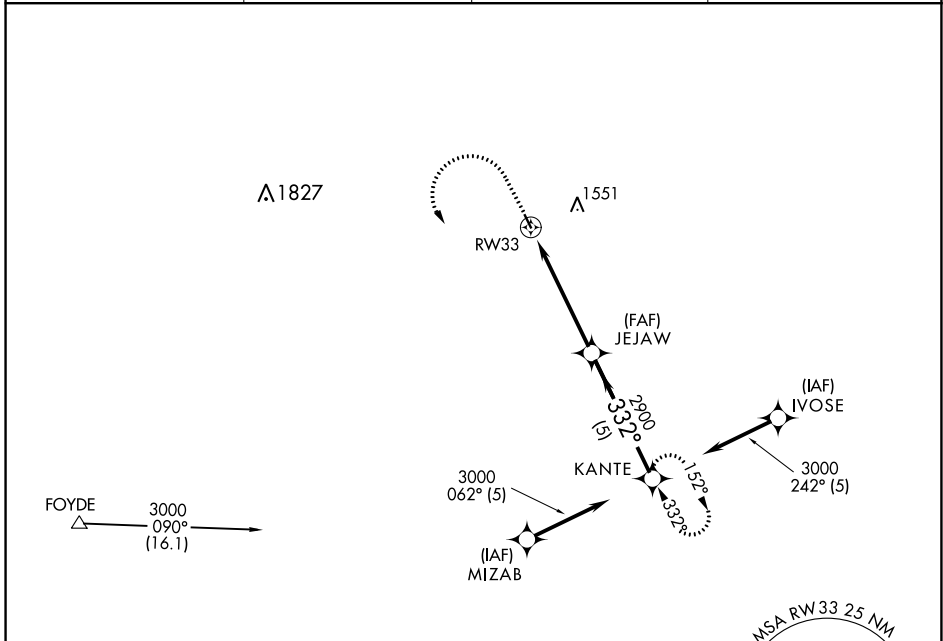 1827
1551
RW33
(FAF)
JEJAW
2900
332°
(5)
(IAF)
IVOSE
3000
242° (5)
KANTE
152°
332°
3000
062° (5)
(IAF)
MIZAB
FOYDE
3000
090°
(16.1)
MSA RW33 25 NM